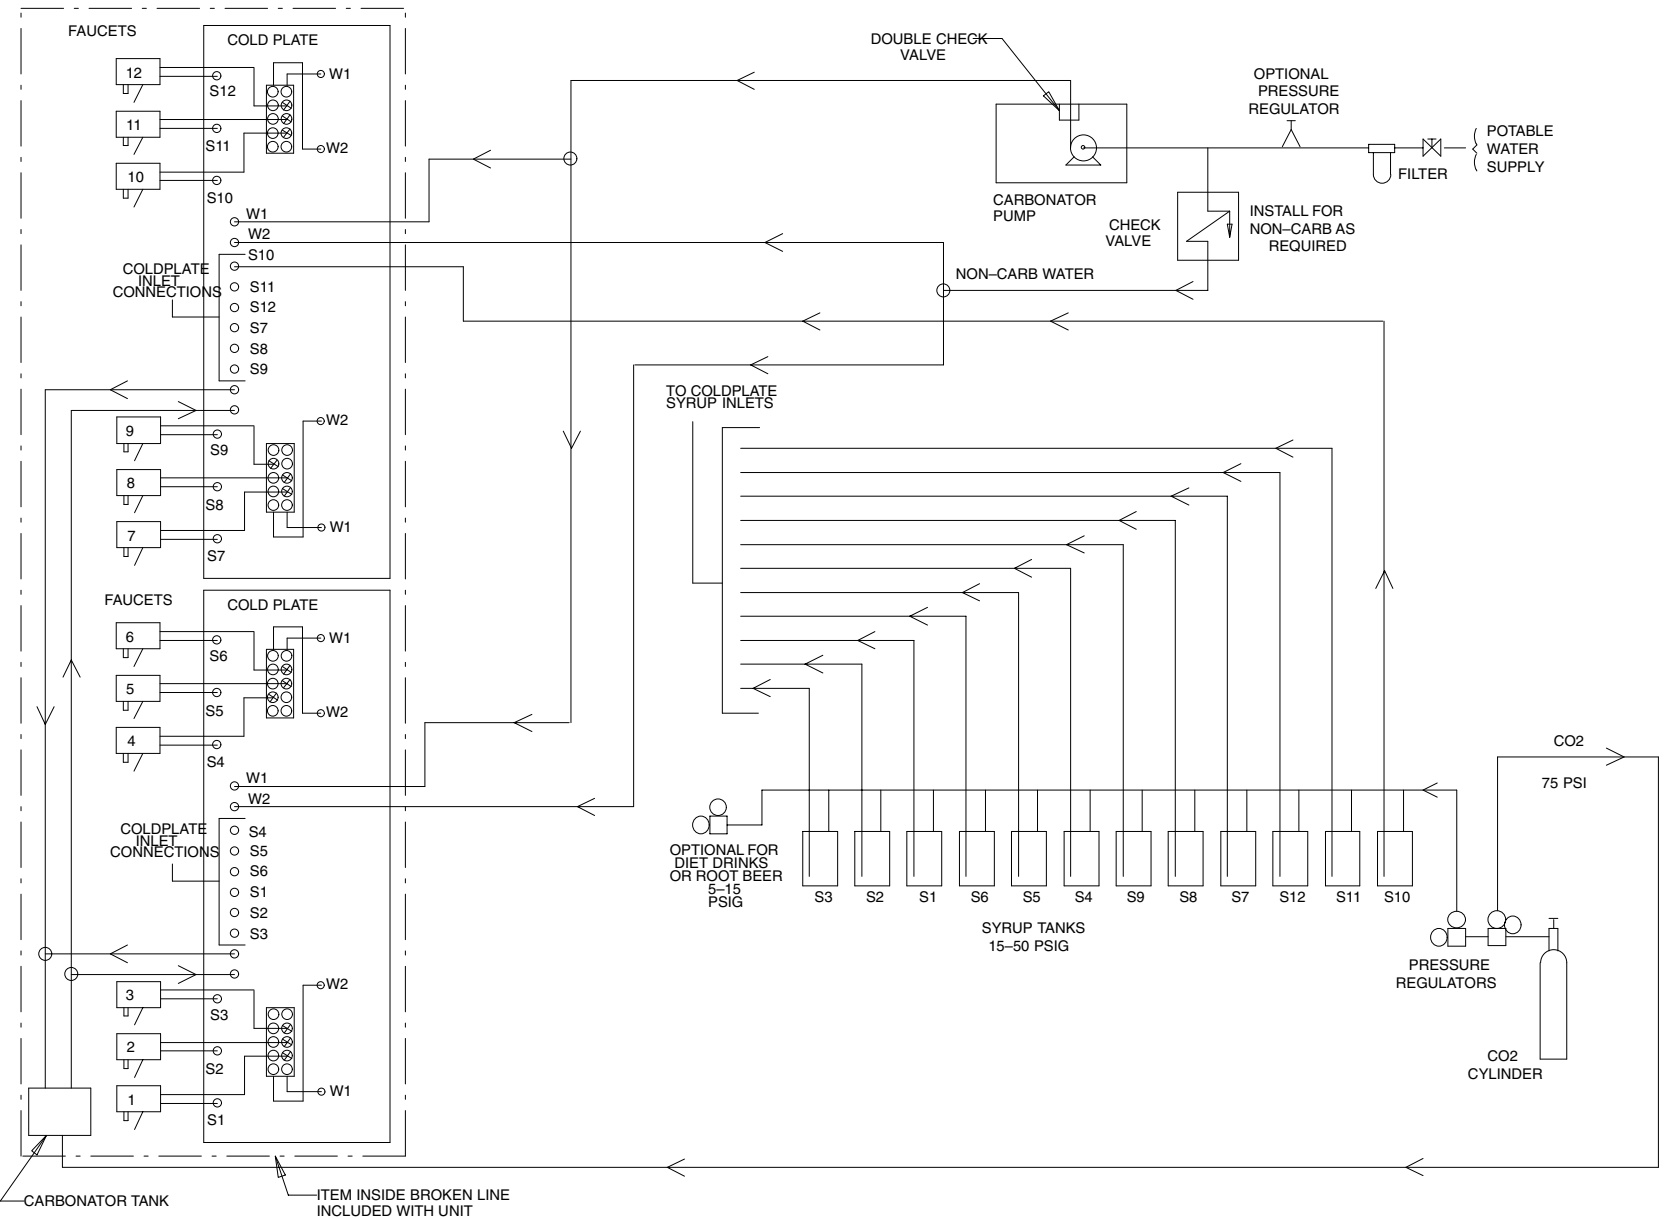 FAUCETS
COLD PLATE
12
S12
W1
11
S11
W2
10
S10
W1
W2
S10
COLDPLATE
INLET
CONNECTIONS
S11
S12
S7
S8
S9
9
S9
W2
8
S8
7
S7
W1
FAUCETS
COLD PLATE
6
S6
W1
5
S5
W2
4
S4
W1
W2
COLDPLATE
INLET
CONNECTIONS
S4
S5
S6
S1
S2
S3
3
S3
W2
2
S2
1
S1
W1
CARBONATOR TANK
ITEM INSIDE BROKEN LINE
INCLUDED WITH UNIT
DOUBLE CHECK
VALVE
CARBONATOR
PUMP
OPTIONAL
PRESSURE
REGULATOR
FILTER
POTABLE
WATER
SUPPLY
CHECK
VALVE
INSTALL FOR
NON–CARB AS
REQUIRED
NON–CARB WATER
TO COLDPLATE
SYRUP INLETS
OPTIONAL FOR
DIET DRINKS
OR ROOT BEER
5–15
PSIG
S3 S2 S1 S6 S5 S4 S9 S8 S7 S12 S11 S10
SYRUP TANKS
15–50 PSIG
CO2
75 PSI
PRESSURE
REGULATORS
CO2
CYLINDER